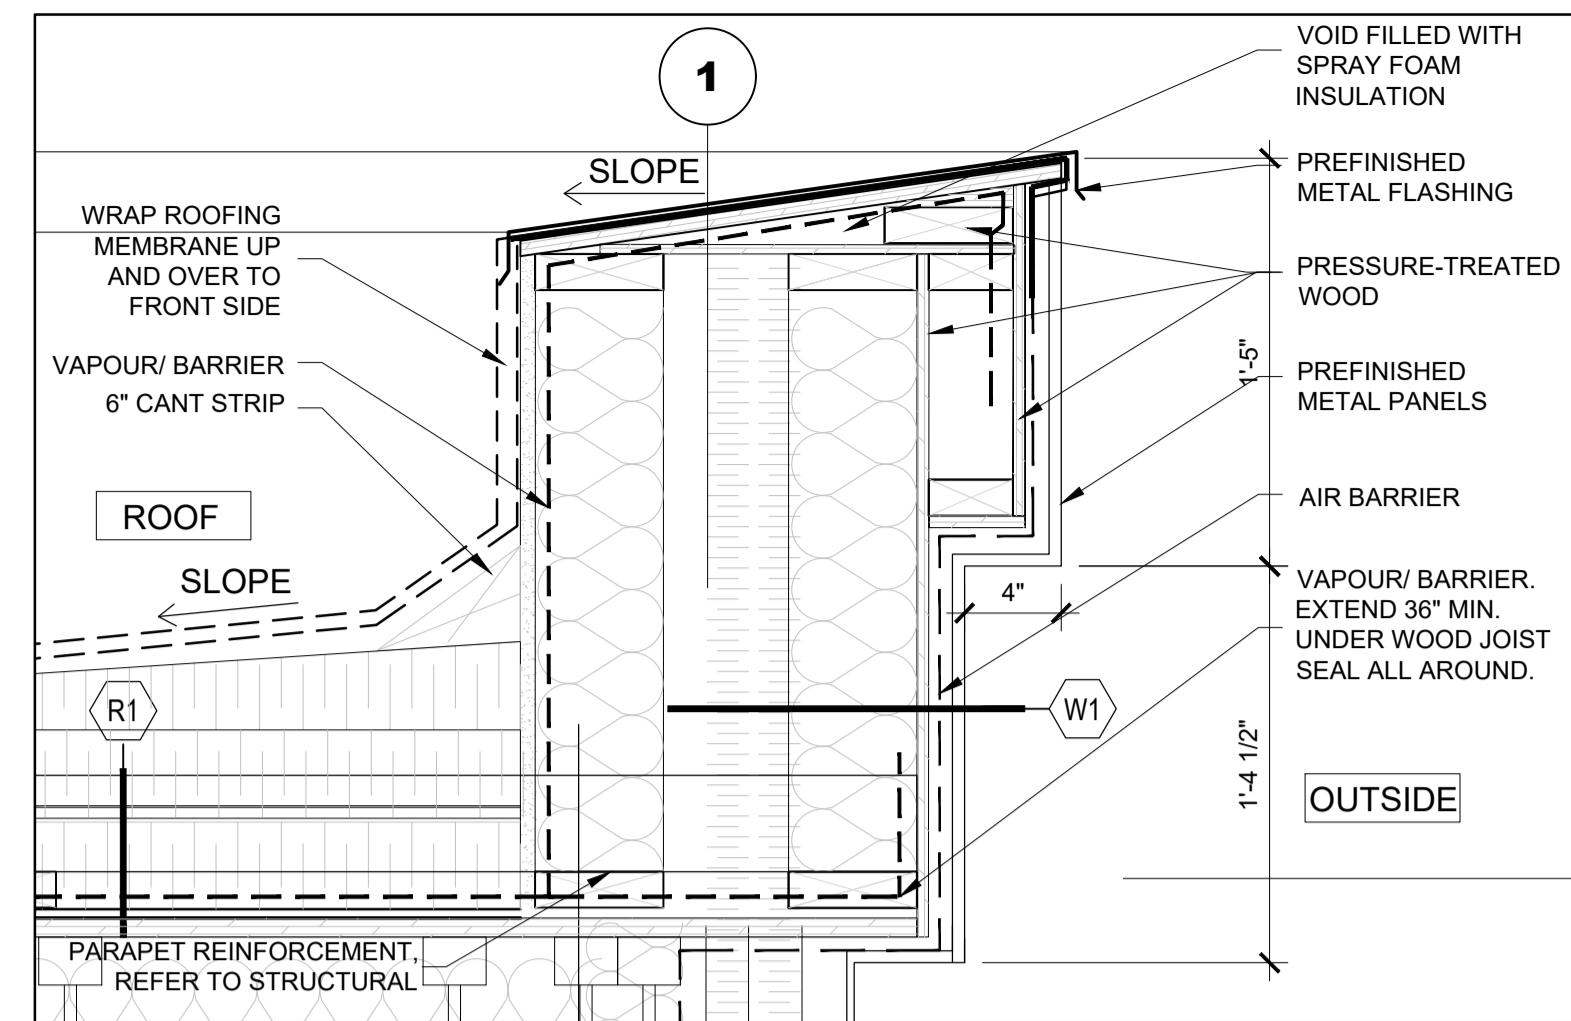 1
VOID FILLED WITH
SPRAY FOAM
INSULATION
SLOPE
PREFINISHED
METAL FLASHING
WRAP ROOFING
MEMBRANE UP
AND OVER TO
FRONT SIDE
PRESSURE-TREATED
WOOD
VAPOUR/ BARRIER
6" CANT STRIP
1'-5"
PREFINISHED
METAL PANELS
ROOF
AIR BARRIER
SLOPE
4"
VAPOUR/ BARRIER.
EXTEND 36" MIN.
UNDER WOOD JOIST
SEAL ALL AROUND.
R1
W1
1'-4 1/2"
OUTSIDE
PARAPET REINFORCEMENT,
REFER TO STRUCTURAL